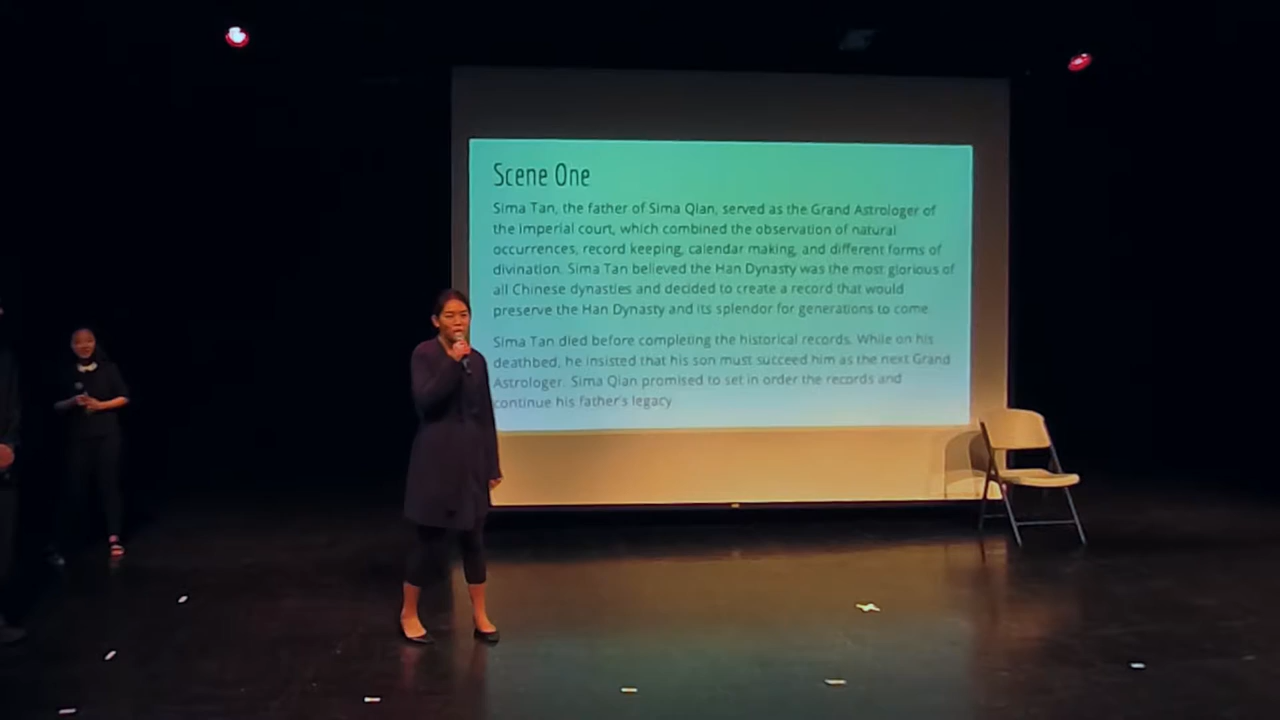 Scene One
Sima Tan, the father of Sima Qian, served as the Grand Astrologer of
the imperial court, which combined the observation of natural
occurrences, record keeping, calendar making, and different forms of
divination. Sima Tan believed the Han Dynasty was the most glorious of
all Chinese dynasties and decided to create a record that would
preserve the Han Dynasty and its splendor for generations to come.
Sima Tan died before completing the historical records. While on his
deathbed, he insisted that his son must succeed him as the next Grand
Astrologer. Sima Qian promised to set in order the records and
continue his father's legacy